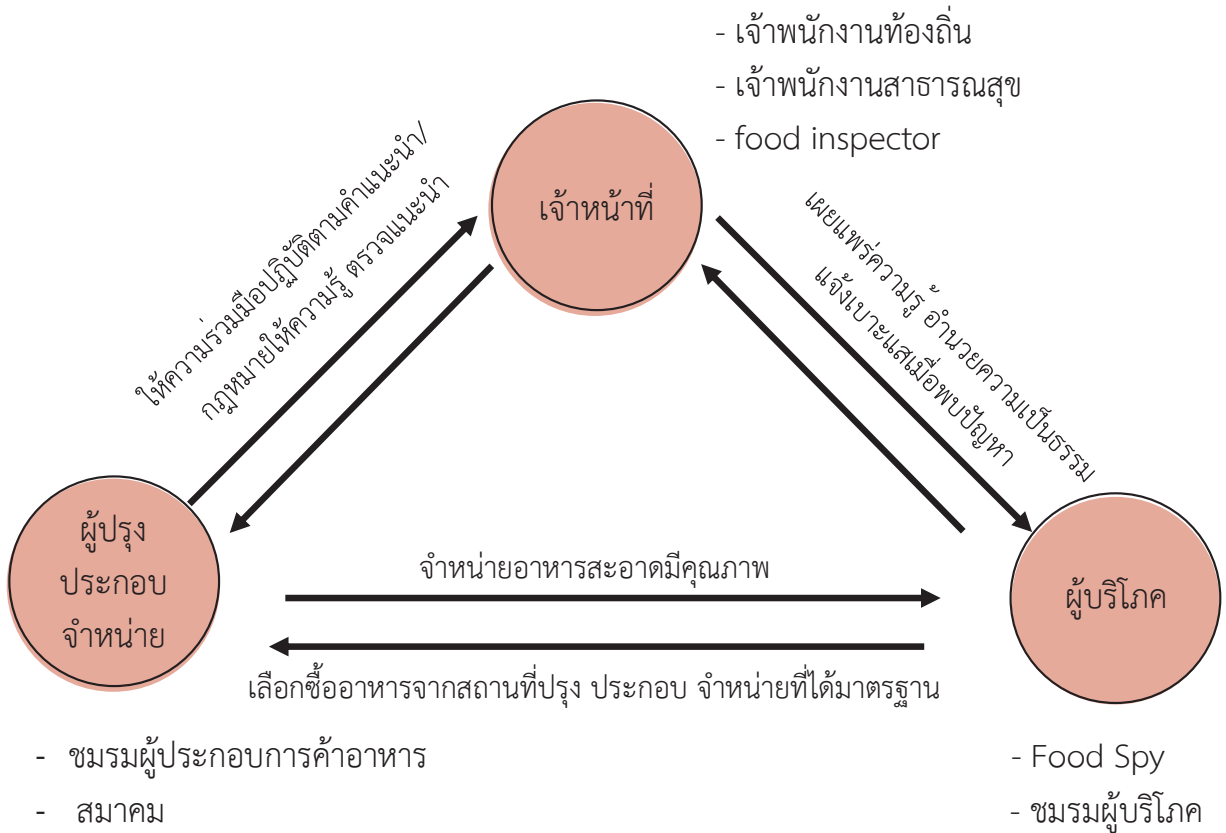 - เจ้าพนักงานท้องถิ่น
- เจ้าพนักงานสาธารณสุข
- food inspector
เจ้าหน้าที่
ให้ความร่วมมือปฏิบัติตามคำแนะนำ/
กฎหมายให้ความรู้ ตรวจแนะนำ
เผยแพร่ความรู้ อำนวยความเป็นธรรม
แจ้งเบาะแสเมื่อพบปัญหา
ผู้ปรุง
ประกอบ
จำหน่าย
จำหน่ายอาหารสะอาดมีคุณภาพ
ผู้บริโภค
เลือกซื้ออาหารจากสถานที่ปรุง ประกอบ จำหน่ายที่ได้มาตรฐาน
- ชมรมผู้ประกอบการค้าอาหาร
- สมาคม
- Food Spy
- ชมรมผู้บริโภค